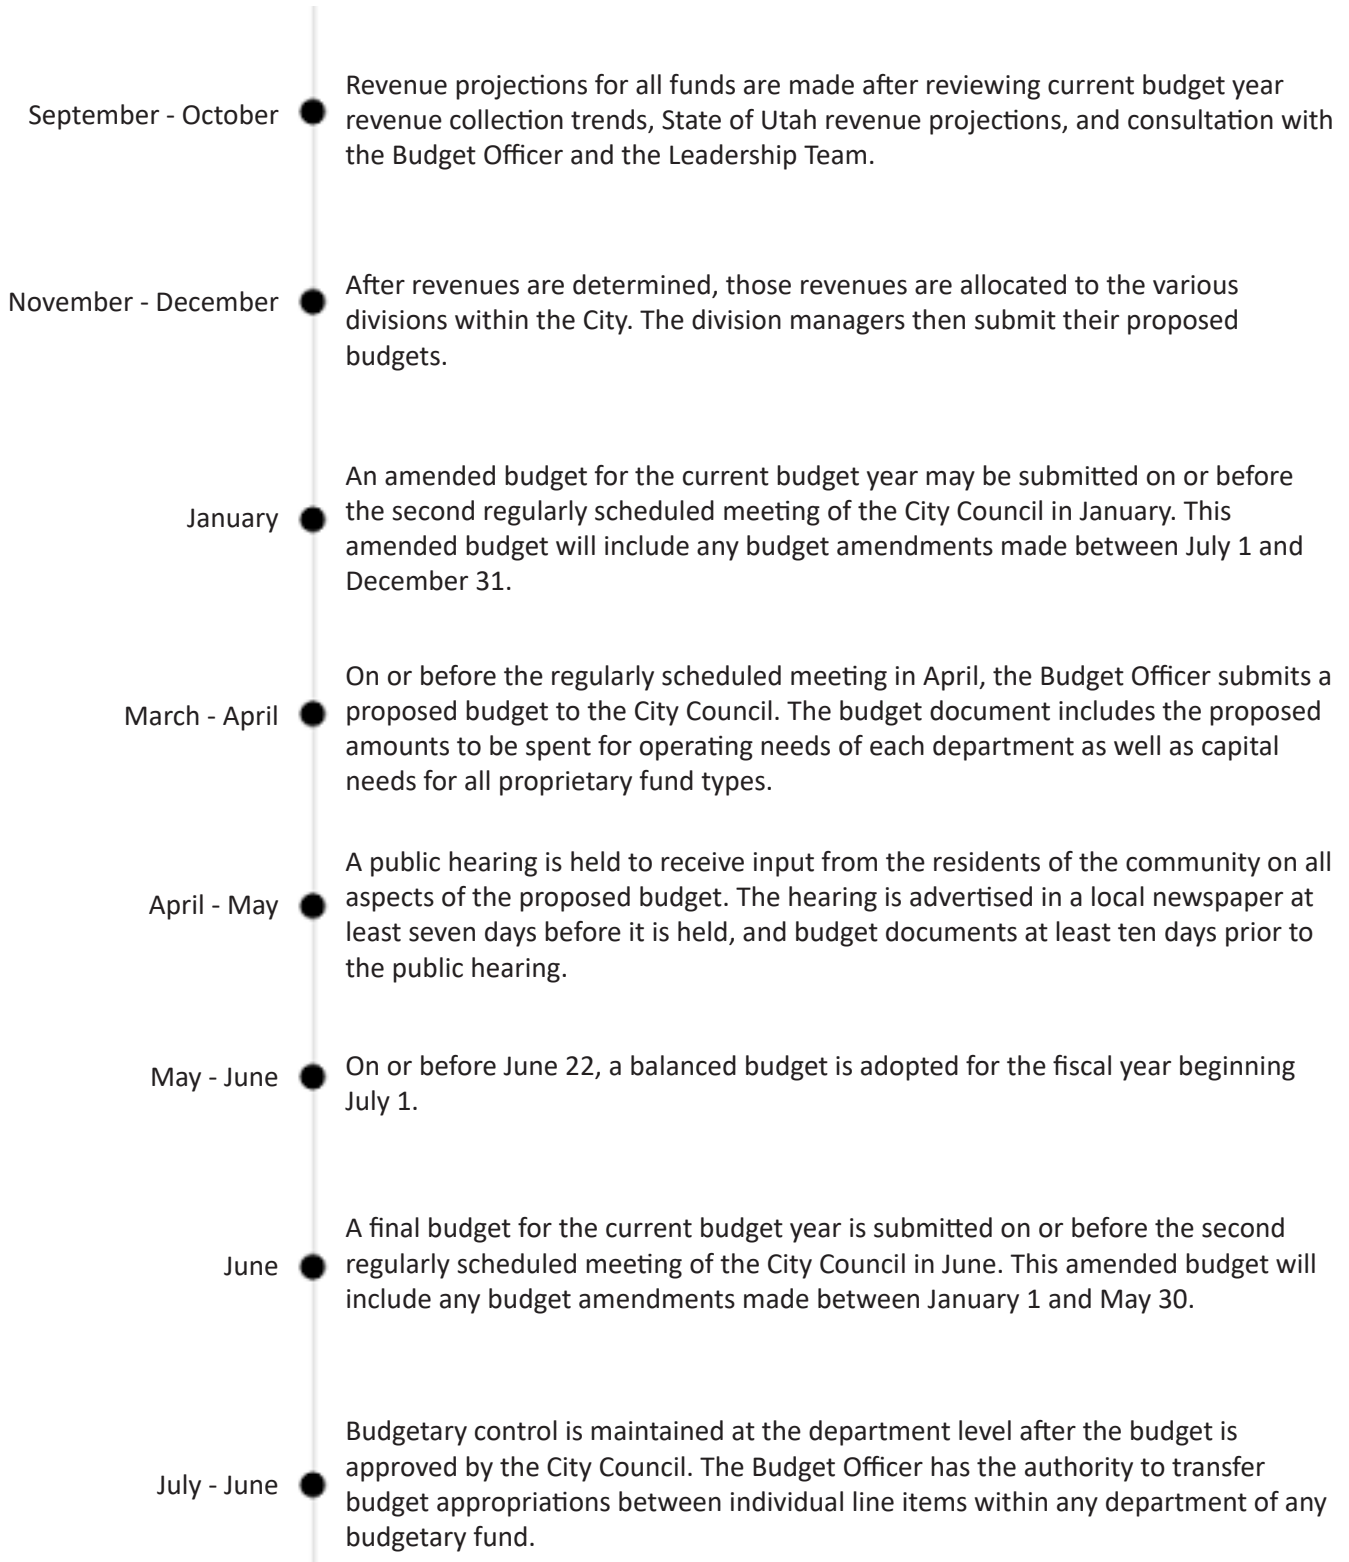 September - October
Revenue projections for all funds are made after reviewing current budget year
revenue collection trends, State of Utah revenue projections, and consultation with
the Budget Officer and the Leadership Team.
November - December
After revenues are determined, those revenues are allocated to the various
divisions within the City. The division managers then submit their proposed
budgets.
January
An amended budget for the current budget year may be submitted on or before
the second regularly scheduled meeting of the City Council in January. This
amended budget will include any budget amendments made between July 1 and
December 31.
March - April
On or before the regularly scheduled meeting in April, the Budget Officer submits a
proposed budget to the City Council. The budget document includes the proposed
amounts to be spent for operating needs of each department as well as capital
needs for all proprietary fund types.
April - May
A public hearing is held to receive input from the residents of the community on all
aspects of the proposed budget. The hearing is advertised in a local newspaper at
least seven days before it is held, and budget documents at least ten days prior to
the public hearing.
May - June
On or before June 22, a balanced budget is adopted for the fiscal year beginning
July 1.
June
A final budget for the current budget year is submitted on or before the second
regularly scheduled meeting of the City Council in June. This amended budget will
include any budget amendments made between January 1 and May 30.
July - June
Budgetary control is maintained at the department level after the budget is
approved by the City Council. The Budget Officer has the authority to transfer
budget appropriations between individual line items within any department of any
budgetary fund.